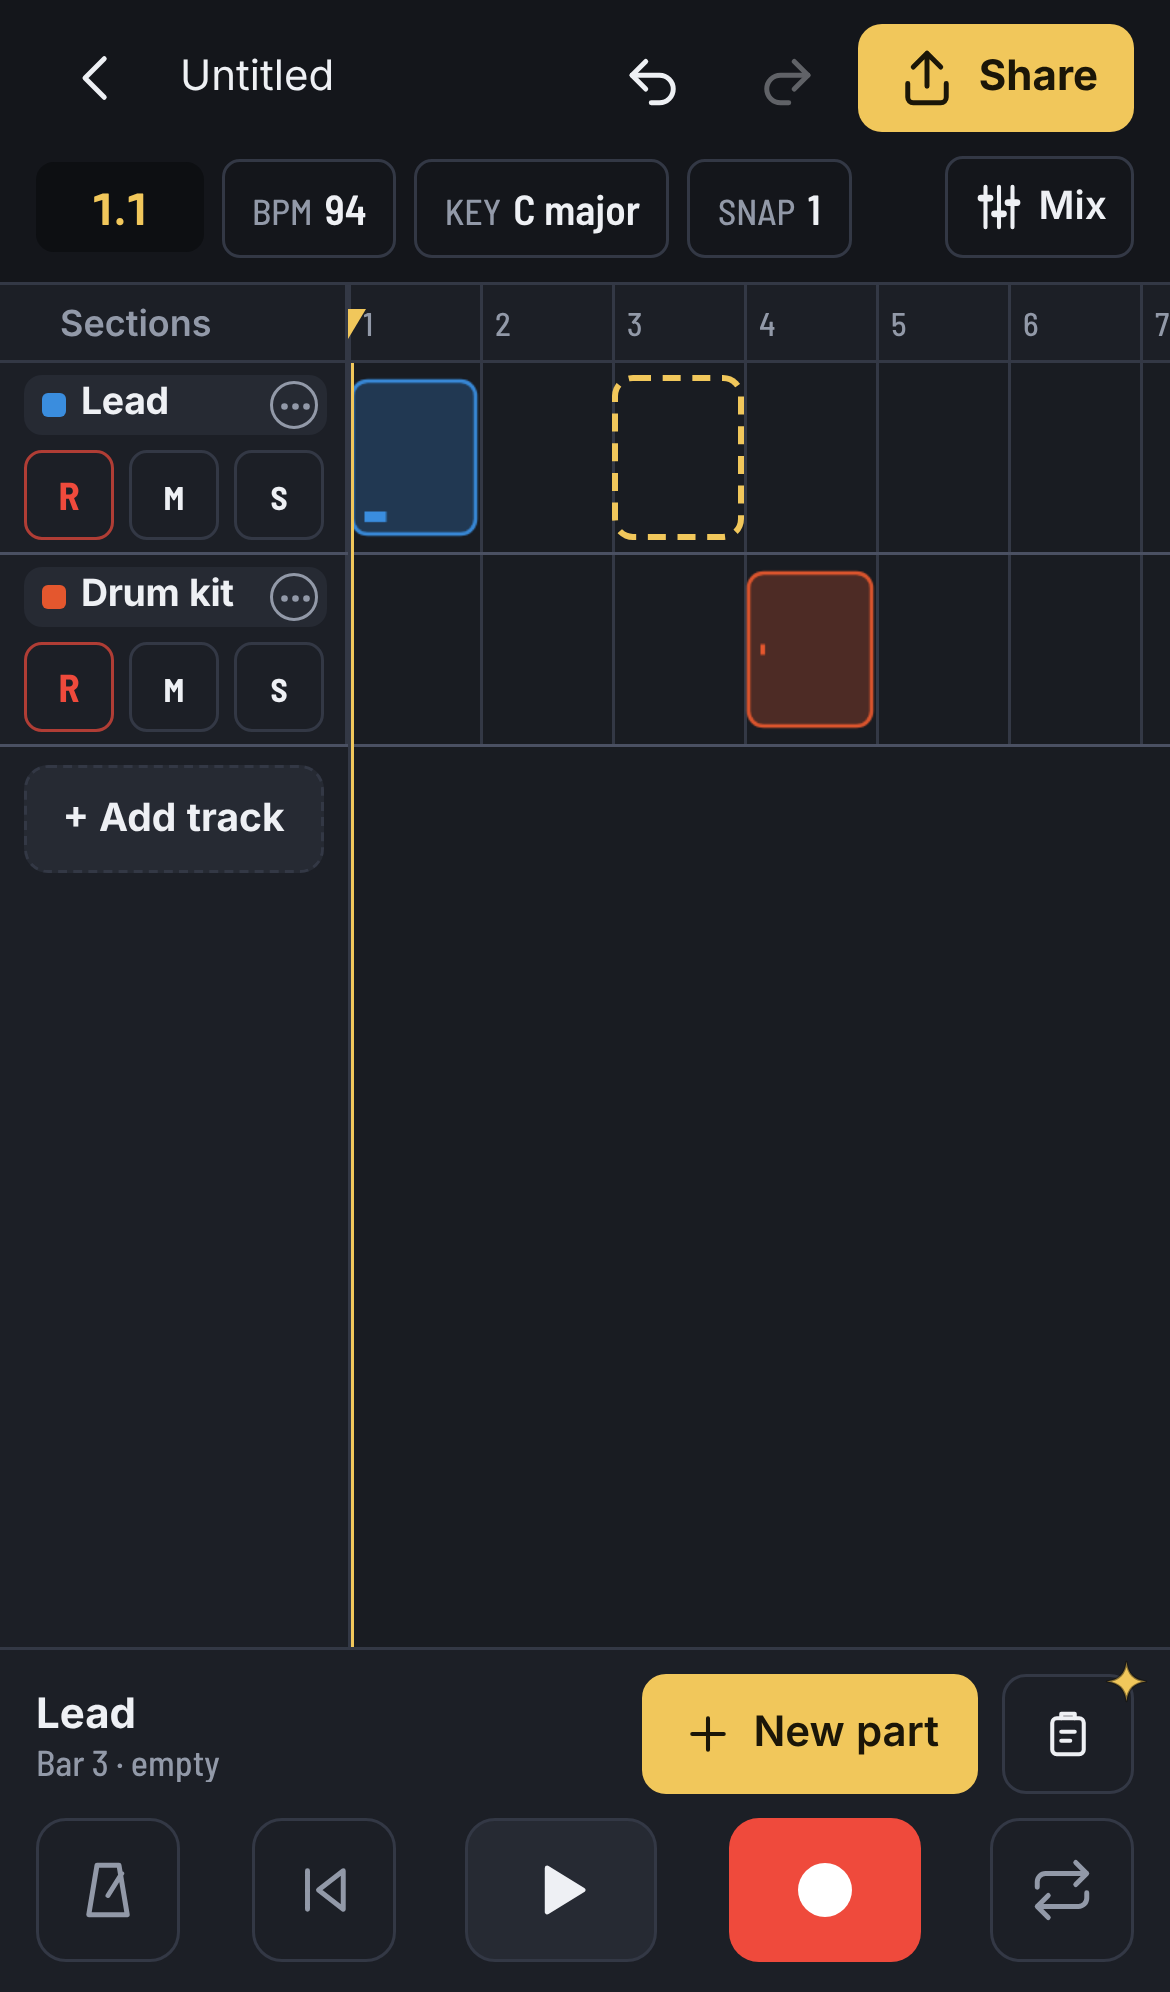 Untitled
Share
1.1
BPM 94
KEY C major
SNAP 1
Mix
Sections
1 2 3 4 5 6 7
Lead
R M S
Drum kit
R M S
+ Add track
Lead
Bar 3 · empty
New part